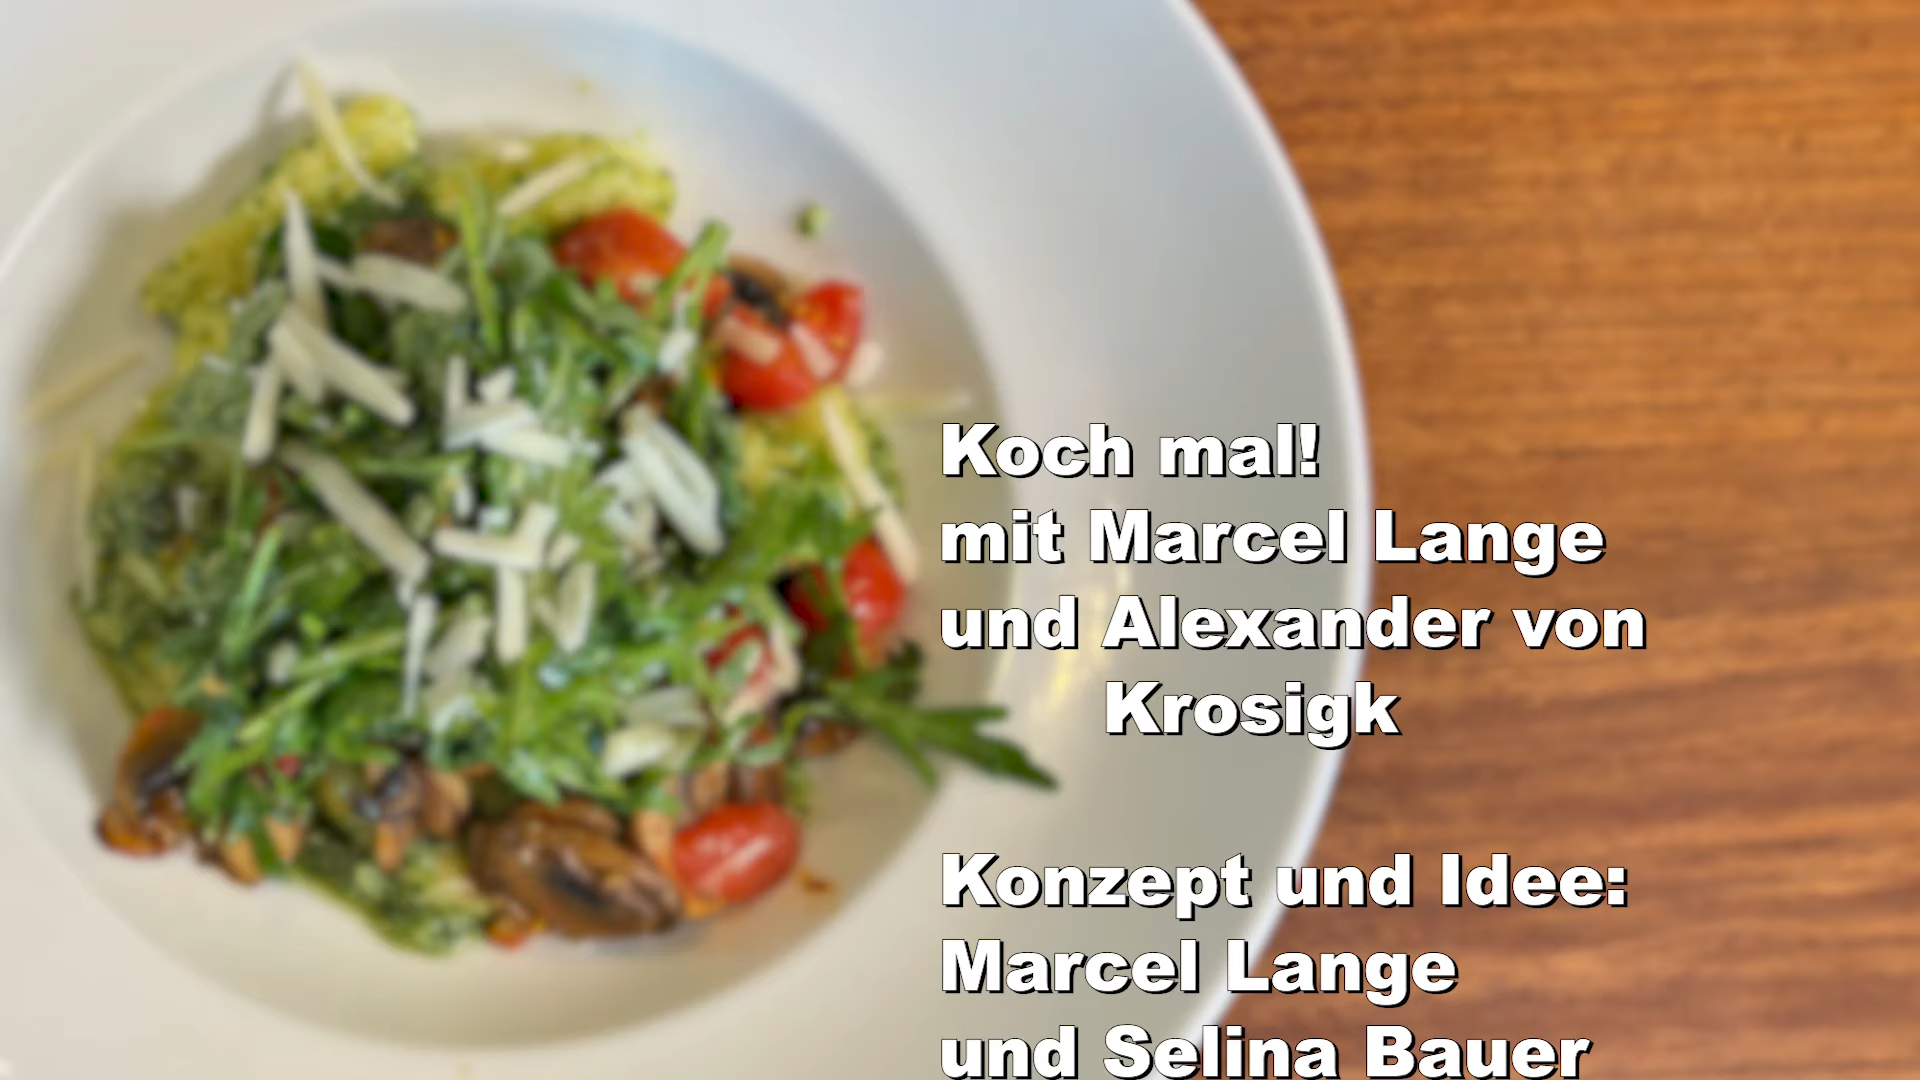 Koch mal!
mit Marcel Lange
und Alexander von
Krosigk
Konzept und Idee:
Marcel Lange
und Selina Bauer